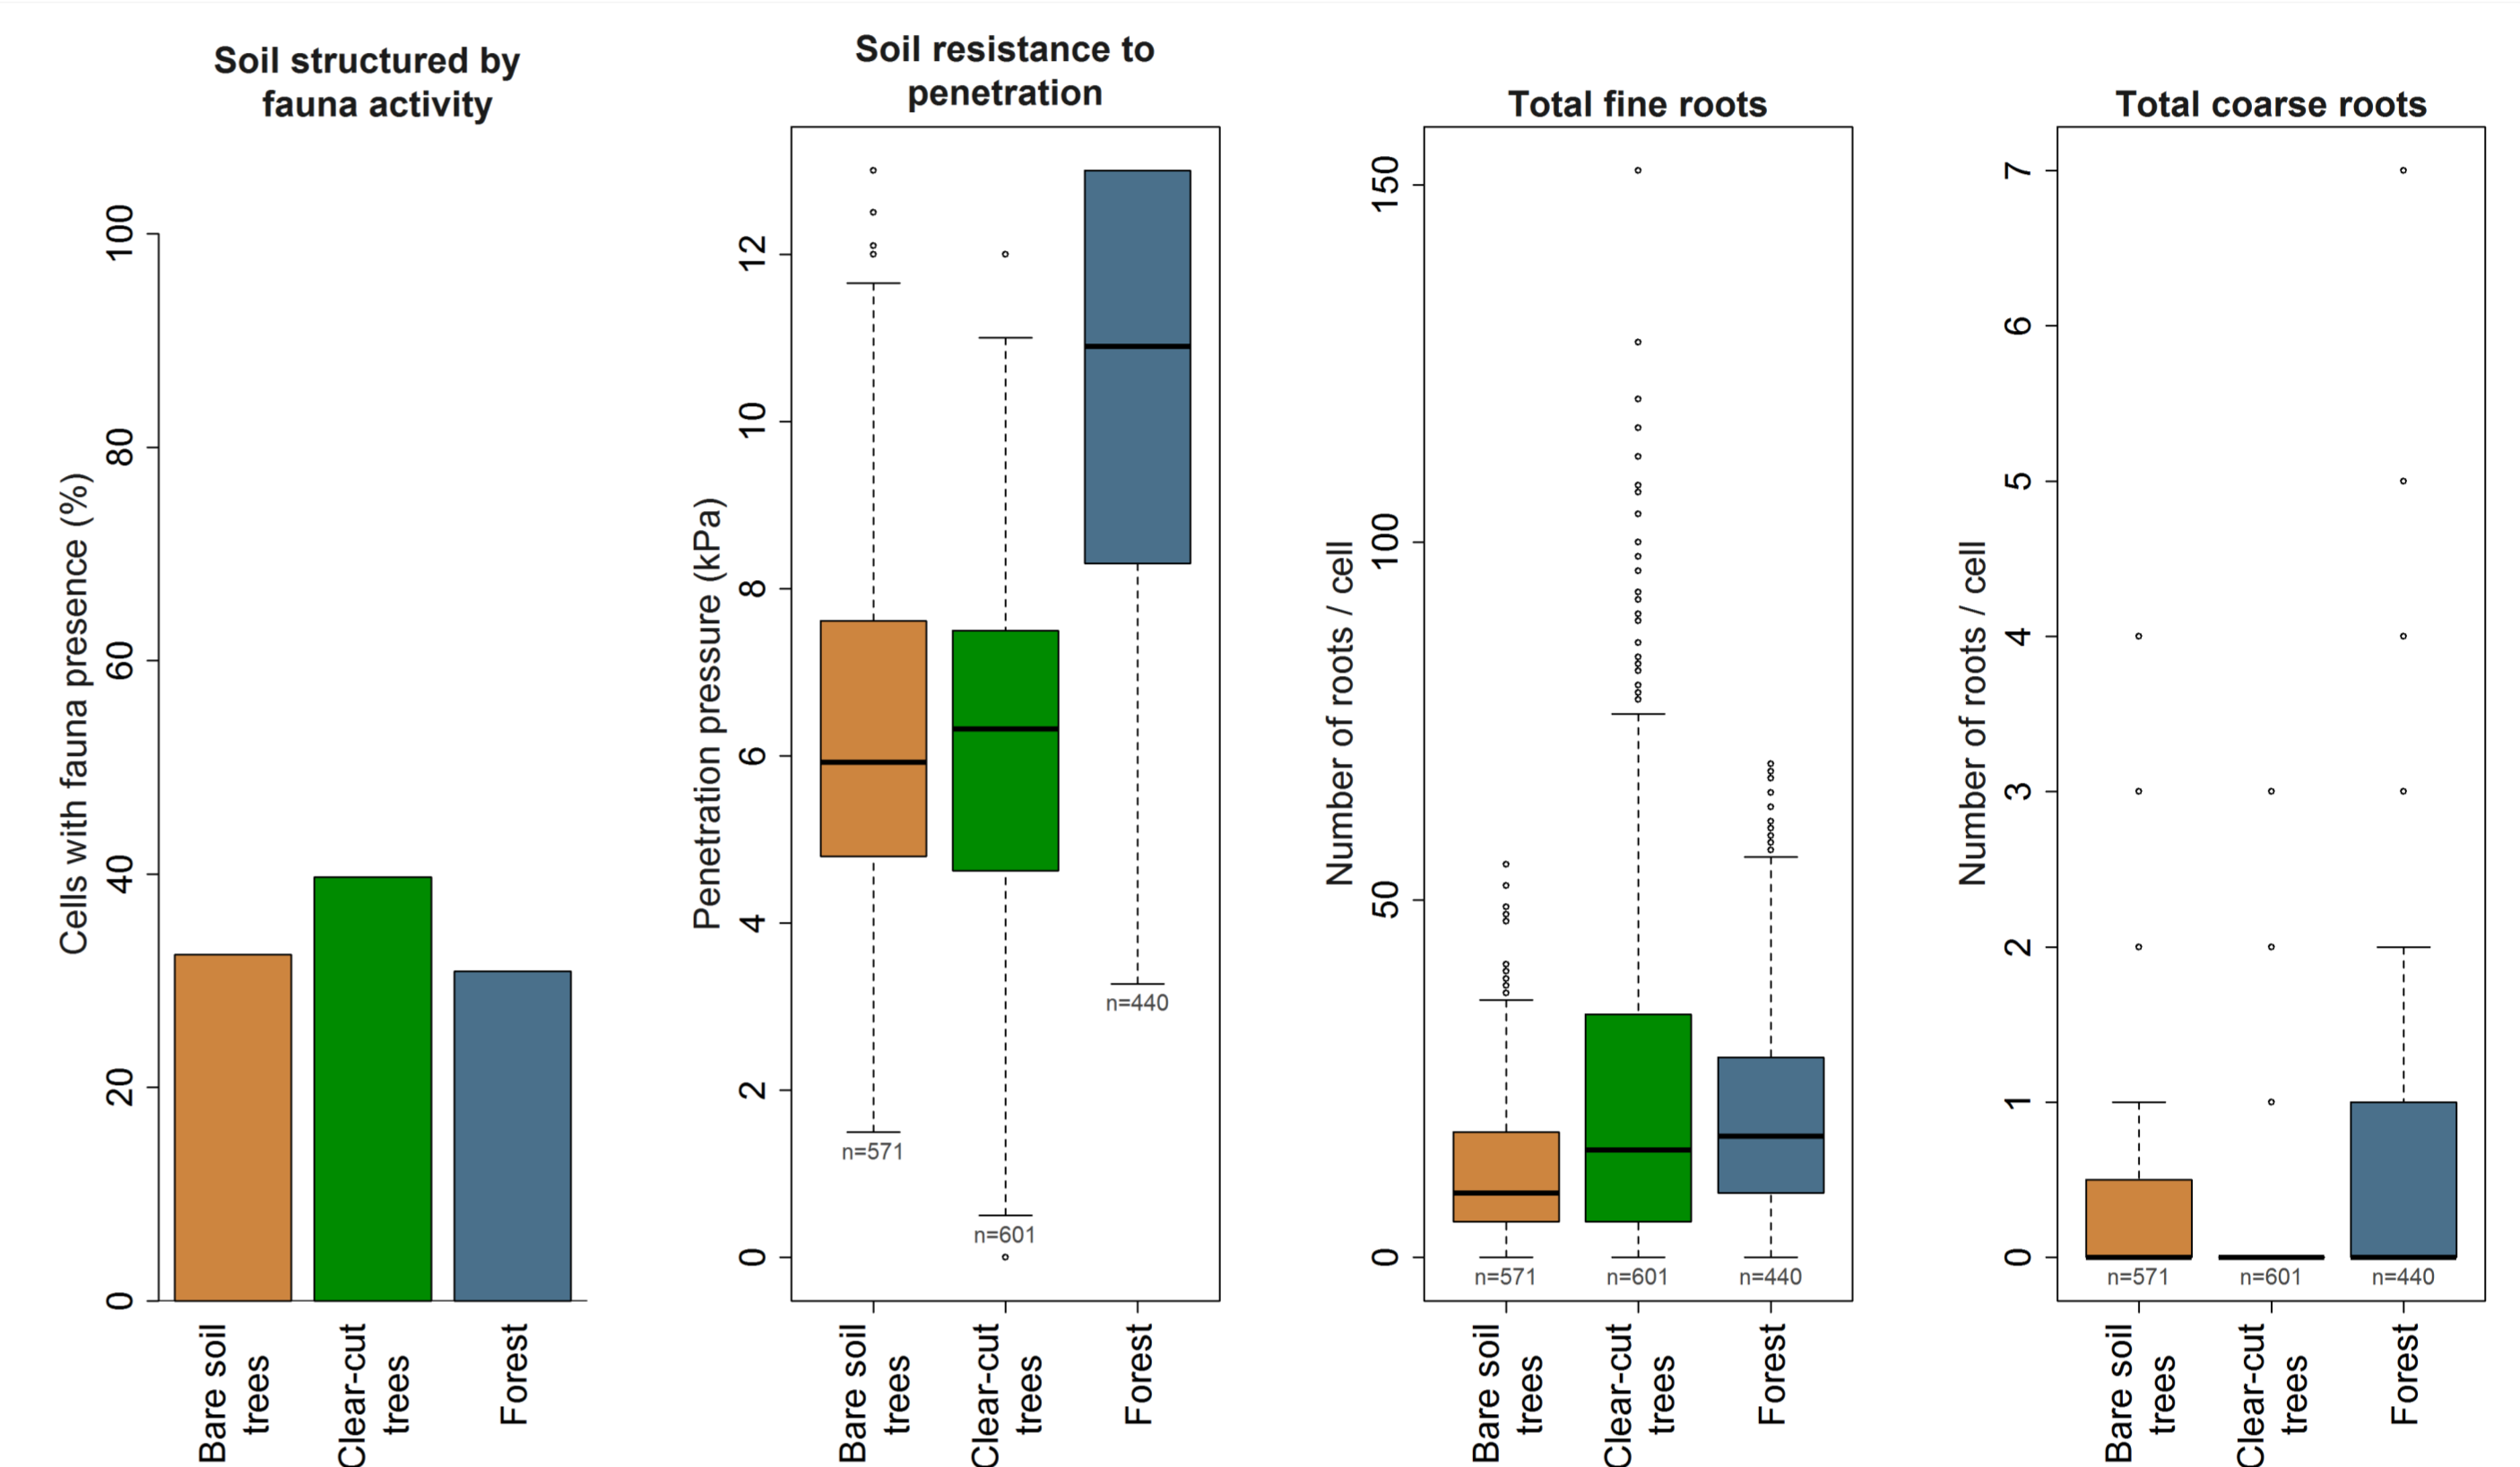 Soil structured by
fauna activity
Cells with fauna presence (%)
100
80
60
40
20
0
Bare soil
trees
Clear-cut
trees
Forest
Soil resistance to
penetration
Penetration pressure (kPa)
12
10
8
6
4
2
0
n=571
n=601
n=440
Bare soil
trees
Clear-cut
trees
Forest
Total fine roots
Number of roots / cell
150
100
50
0
n=571
n=601
n=440
Bare soil
trees
Clear-cut
trees
Forest
Total coarse roots
Number of roots / cell
7
6
5
4
3
2
1
0
n=571
n=601
n=440
Bare soil
trees
Clear-cut
trees
Forest